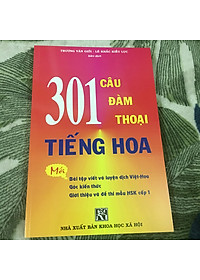 TRƯƠNG VĂN GIỚI - LÊ KHẮC KIỀU LỤC
301 CÂU
ĐÀM
THOẠI
TIẾNG HOA
Mới
Bài tập viết và luyện dịch Việt-Hoa
Góc kiến thức
Giới thiệu và đề thi mẫu HSK cấp 1
NHÀ XUẤT BẢN KHOA HỌC XÃ HỘI